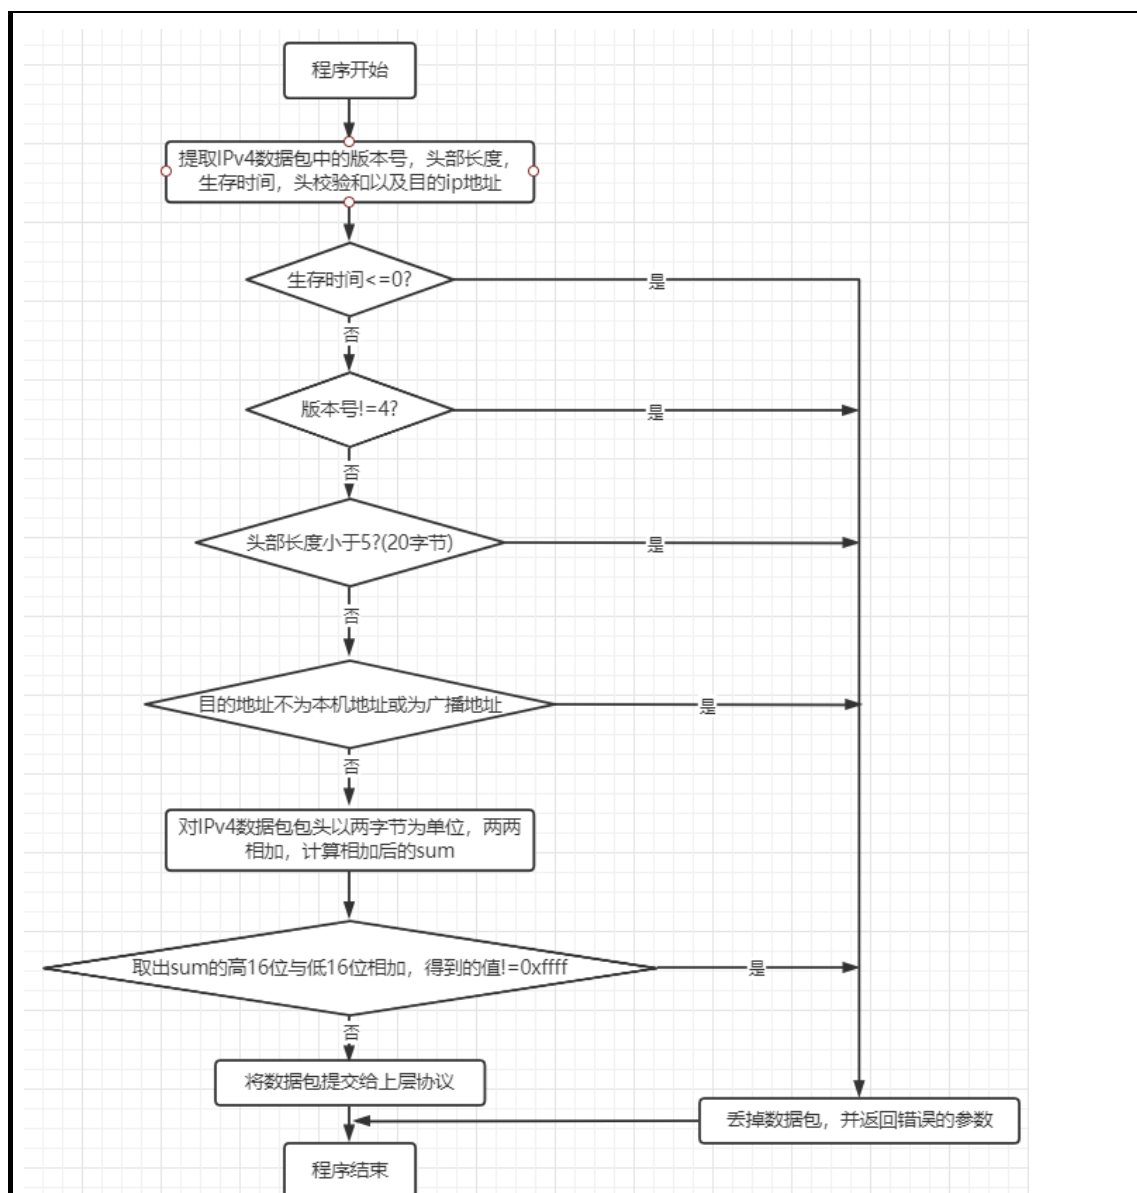 程序开始
提取IPv4数据包中的版本号，头部长度，
生存时间，头校验和以及目的ip地址
生存时间<=0?
是
否
版本号!=4?
是
否
头部长度小于5?(20字节)
是
否
目的地址不为本机地址或为广播地址
是
否
对IPv4数据包包头以两字节为单位，两两
相加，计算相加后的sum
取出sum的高16位与低16位相加，得到的值!=0xffff
是
否
将数据包提交给上层协议
丢掉数据包，并返回错误的参数
程序结束